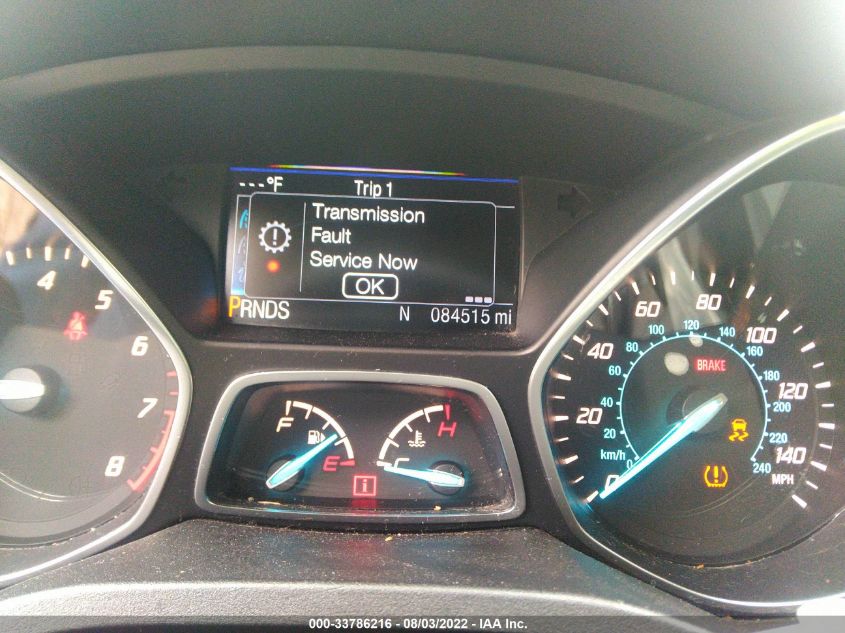 ---°F Trip 1
Transmission
Fault
Service Now
OK
PRNDS N 084515 mi
4
5
6
7
8
F
E
H
C
i
0
20
40
60
80
100
120
140
MPH
0
20
40
60
80
100
120
140
160
180
200
220
240
km/h
BRAKE
000-33786216 - 08/03/2022 - IAA Inc.